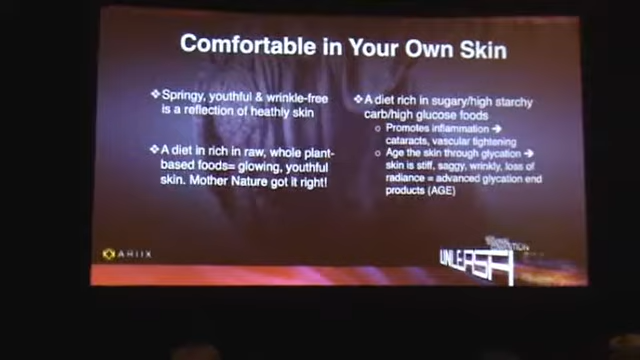 Comfortable in Your Own Skin
❖Springy, youthful & wrinkle-free
is a reflection of heathly skin
❖A diet in rich in raw, whole plant-
based foods= glowing, youthful
skin. Mother Nature got it right!
❖A diet rich in sugary/high starchy
carb/high glucose foods
o Promotes inflammation ➔
cataracts, vascular tightening
o Age the skin through glycation ➔
skin is stiff, saggy, wrinkly, loss of
radiance = advanced glycation end
products (AGE)
ARIIX
UNLEASH